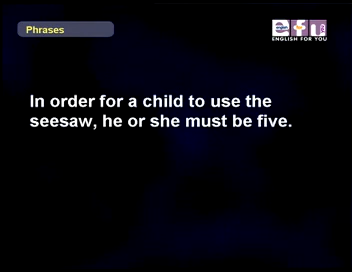 Phrases
efu
ENGLISH FOR YOU
In order for a child to use the
seesaw, he or she must be five.